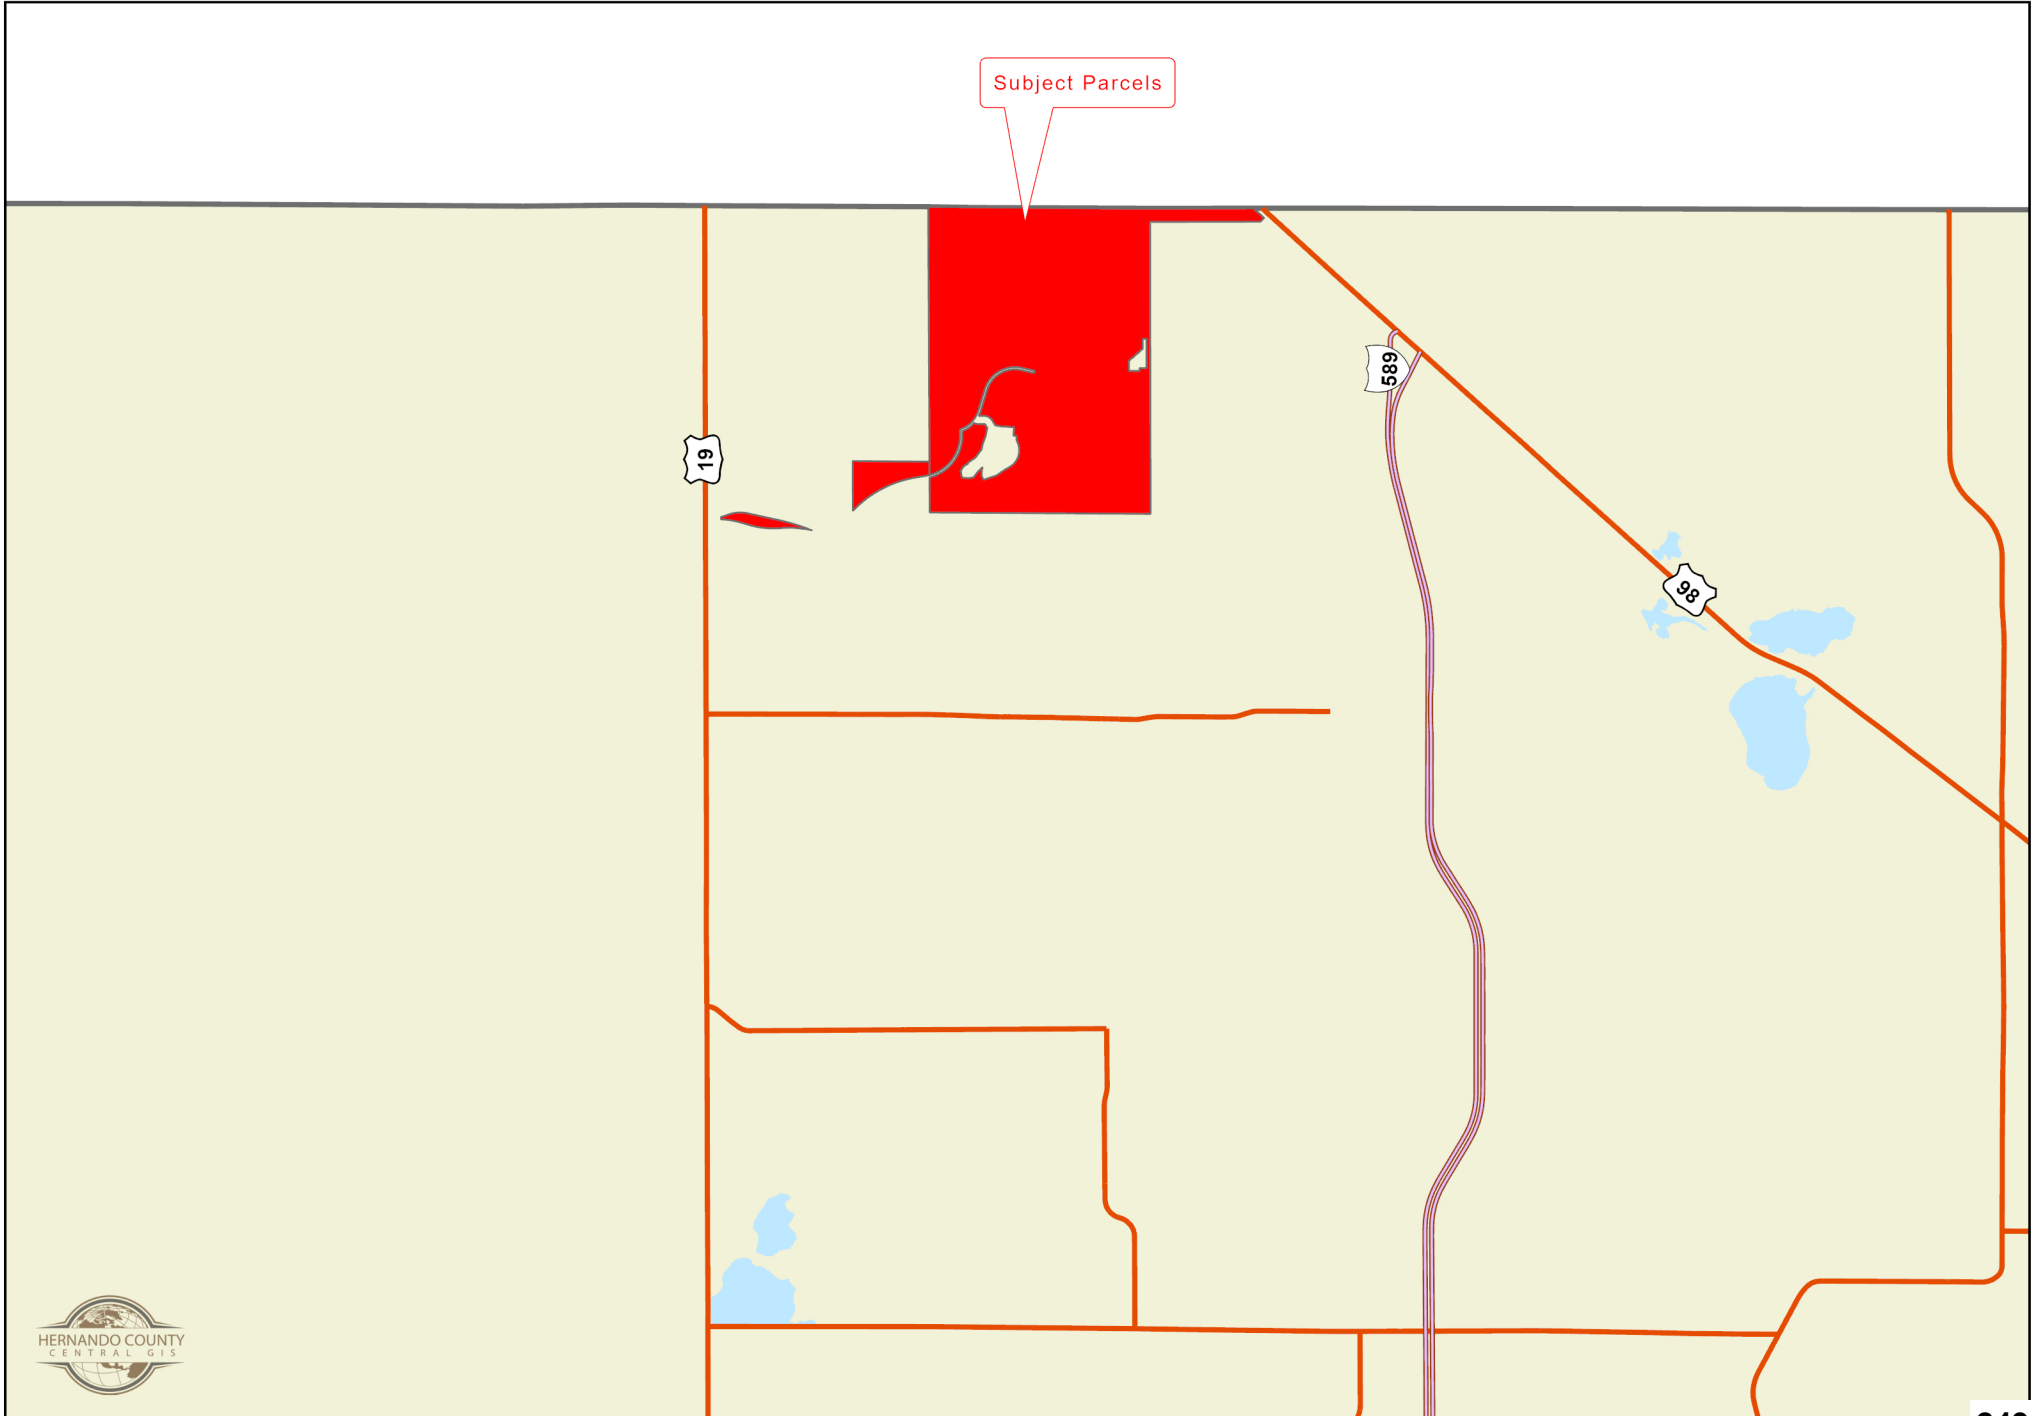 Subject Parcels
589
19
98
HERNANDO COUNTY
CENTRAL GIS